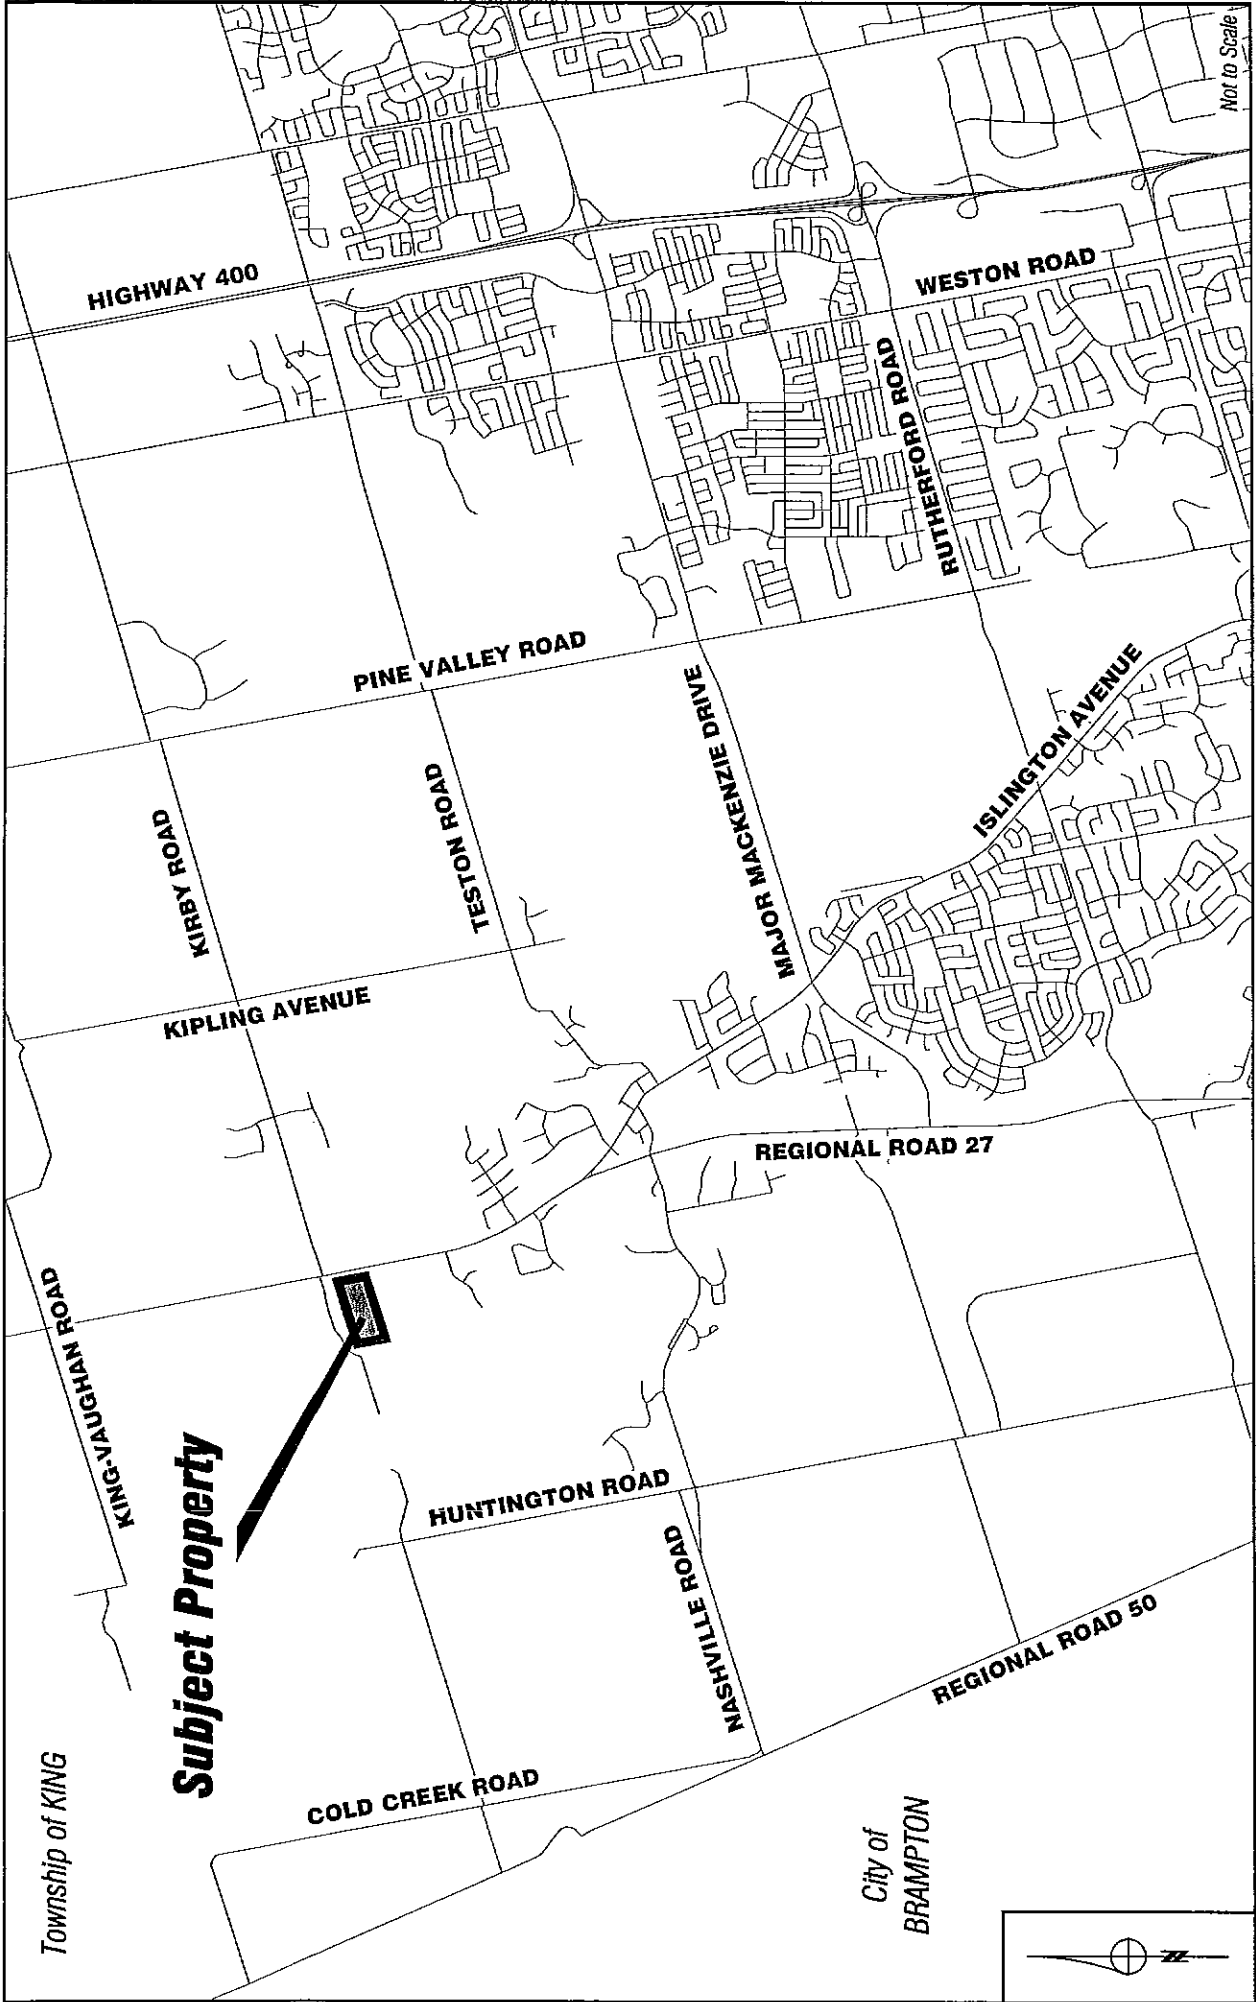 Township of KING
KING-VAUGHAN ROAD
Subject Property
HIGHWAY 400
KIRBY ROAD
KIPLING AVENUE
PINE VALLEY ROAD
TESTON ROAD
COLD CREEK ROAD
HUNTINGTON ROAD
NASHVILLE ROAD
MAJOR MACKENZIE DRIVE
REGIONAL ROAD 27
RUTHERFORD ROAD
WESTON ROAD
ISLINGTON AVENUE
REGIONAL ROAD 50
City of
BRAMPTON
N
Not to Scale